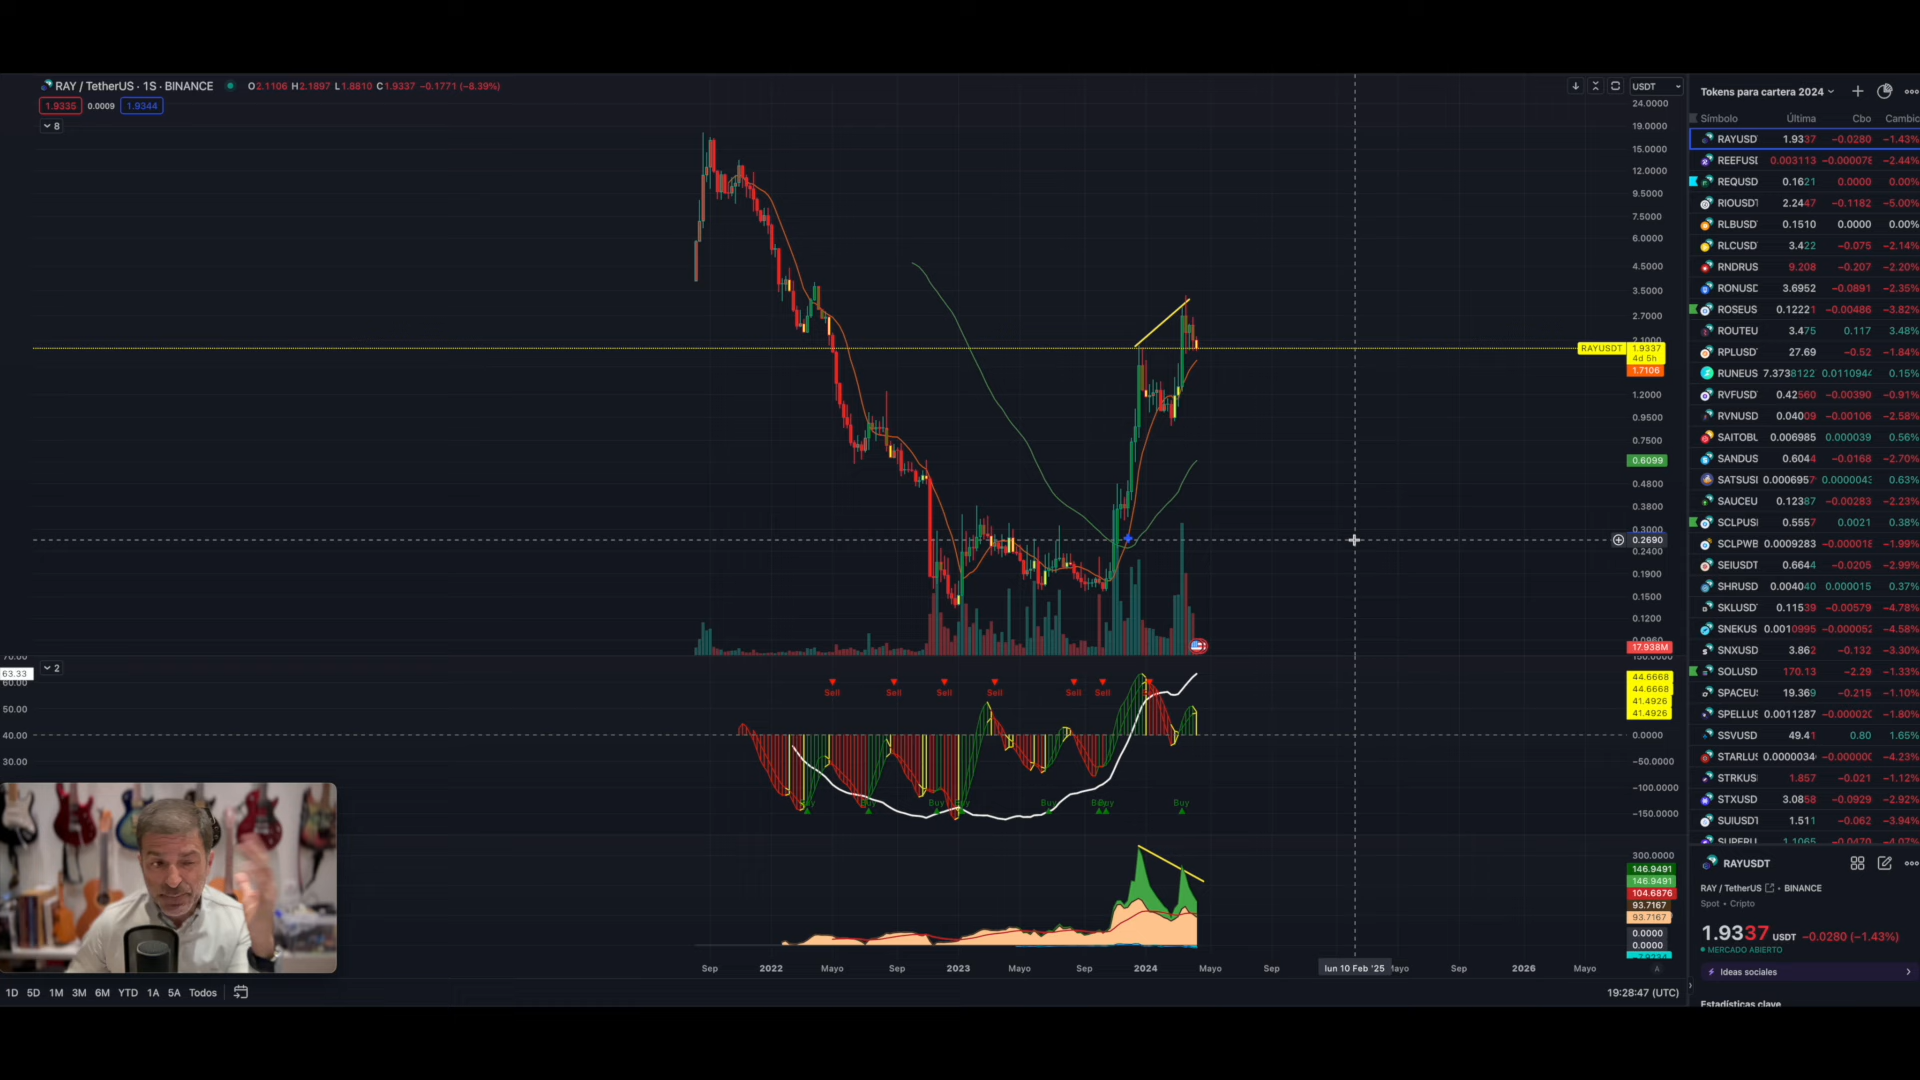 RAY / TetherUS · 1S · BINANCE O2.1106 H2.1897 L1.8810 C1.9337 −0.1771 (−8.39%)
1.9335 0.0009 1.9344
8
USDT
24.0000
19.0000
15.0000
12.0000
9.5000
7.5000
6.0000
4.5000
3.5000
2.7000
2.1000
RAYUSDT 1.9337
4d 5h
1.7106
1.2000
0.9500
0.7500
0.6099
0.4800
0.3800
0.3000
0.2690
0.2400
0.1900
0.1500
0.1200
0.0960
17.938M
2
70.00
63.33
60.00
50.00
40.00
30.00
Sell Sell Sell Sell Sell Sell
Buy Buy Buy Buy Buy Buy
150.0000
44.6668
44.6668
41.4926
41.4926
0.0000
−50.0000
−100.0000
−150.0000
300.0000
146.9491
146.9491
104.6876
93.7167
93.7167
0.0000
0.0000
Sep 2022 Mayo Sep 2023 Mayo Sep 2024 Mayo Sep lun 10 Feb '25 Mayo Sep 2026 Mayo
A
1D 5D 1M 3M 6M YTD 1A 5A Todos
19:28:47 (UTC)
Tokens para cartera 2024
Símbolo Última Cbo Cambio
RAYUSD 1.9337 −0.0280 −1.43%
REEFUSD 0.003113 −0.000078 −2.44%
REQUSD 0.1621 0.0000 0.00%
RIOUSDT 2.2447 −0.1182 −5.00%
RLBUSD 0.1510 0.0000 0.00%
RLCUSD 3.422 −0.075 −2.14%
RNDRUS 9.208 −0.207 −2.20%
RONUSD 3.6952 −0.0891 −2.35%
ROSEUS 0.12221 −0.00486 −3.82%
ROUTEU 3.475 0.117 3.48%
RPLUSD 27.69 −0.52 −1.84%
RUNEUS 7.3738122 0.0110944 0.15%
RVFUSD 0.42560 −0.00390 −0.91%
RVNUSD 0.04009 −0.00106 −2.58%
SAITOBU 0.006985 0.000039 0.56%
SANDUS 0.6044 −0.0168 −2.70%
SATSUSI 0.0006957 0.0000043 0.63%
SAUCEU 0.12387 −0.00283 −2.23%
SCLPUS 0.5557 0.0021 0.38%
SCLPWB 0.0009283 −0.000018 −1.99%
SEIUSDT 0.6644 −0.0205 −2.99%
SHRUSD 0.004040 0.000015 0.37%
SKLUSD 0.11539 −0.00579 −4.78%
SNEKUS 0.0010995 −0.000052 −4.58%
SNXUSD 3.862 −0.132 −3.30%
SOLUSD 170.13 −2.29 −1.33%
SPACEUS 19.369 −0.215 −1.10%
SPELLUS 0.0011287 −0.000020 −1.80%
SSVUSD 49.41 0.80 1.65%
STARLUS 0.0000034 −0.000000 −4.23%
STRKUS 1.857 −0.021 −1.12%
STXUSD 3.0858 −0.0929 −2.92%
SUIUSDT 1.511 −0.062 −3.94%
SUPERU 1.1065 −0.0470 −4.07%
RAYUSDT
RAY / TetherUS · BINANCE
Spot • Cripto
1.9337 USDT −0.0280 (−1.43%)
MERCADO ABIERTO
Ideas sociales
Estadísticas clave